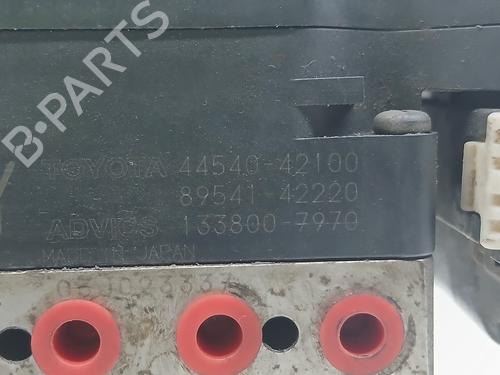 B-PARTS
TOYOTA 44540-42100
89541-42220
ADVICS 133800-7970
MADE IN JAPAN